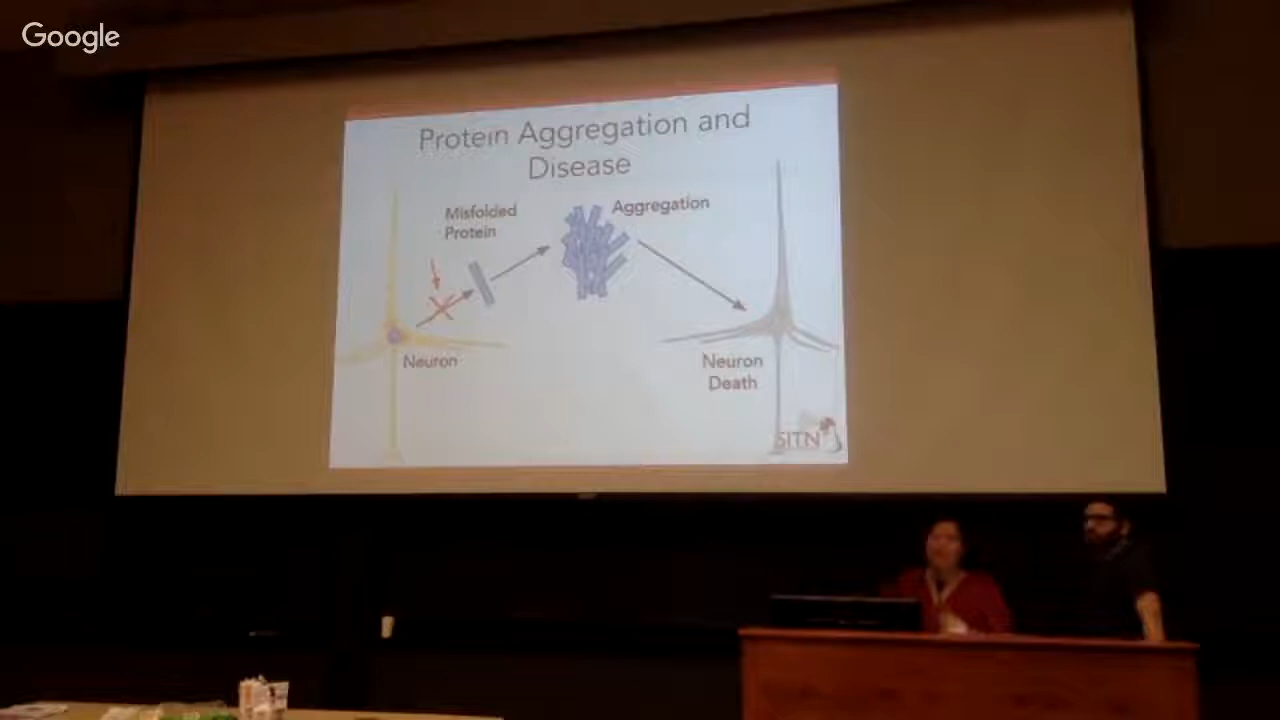 Google
Protein Aggregation and
Disease
Misfolded
Protein
Aggregation
Neuron
Neuron
Death
SITN